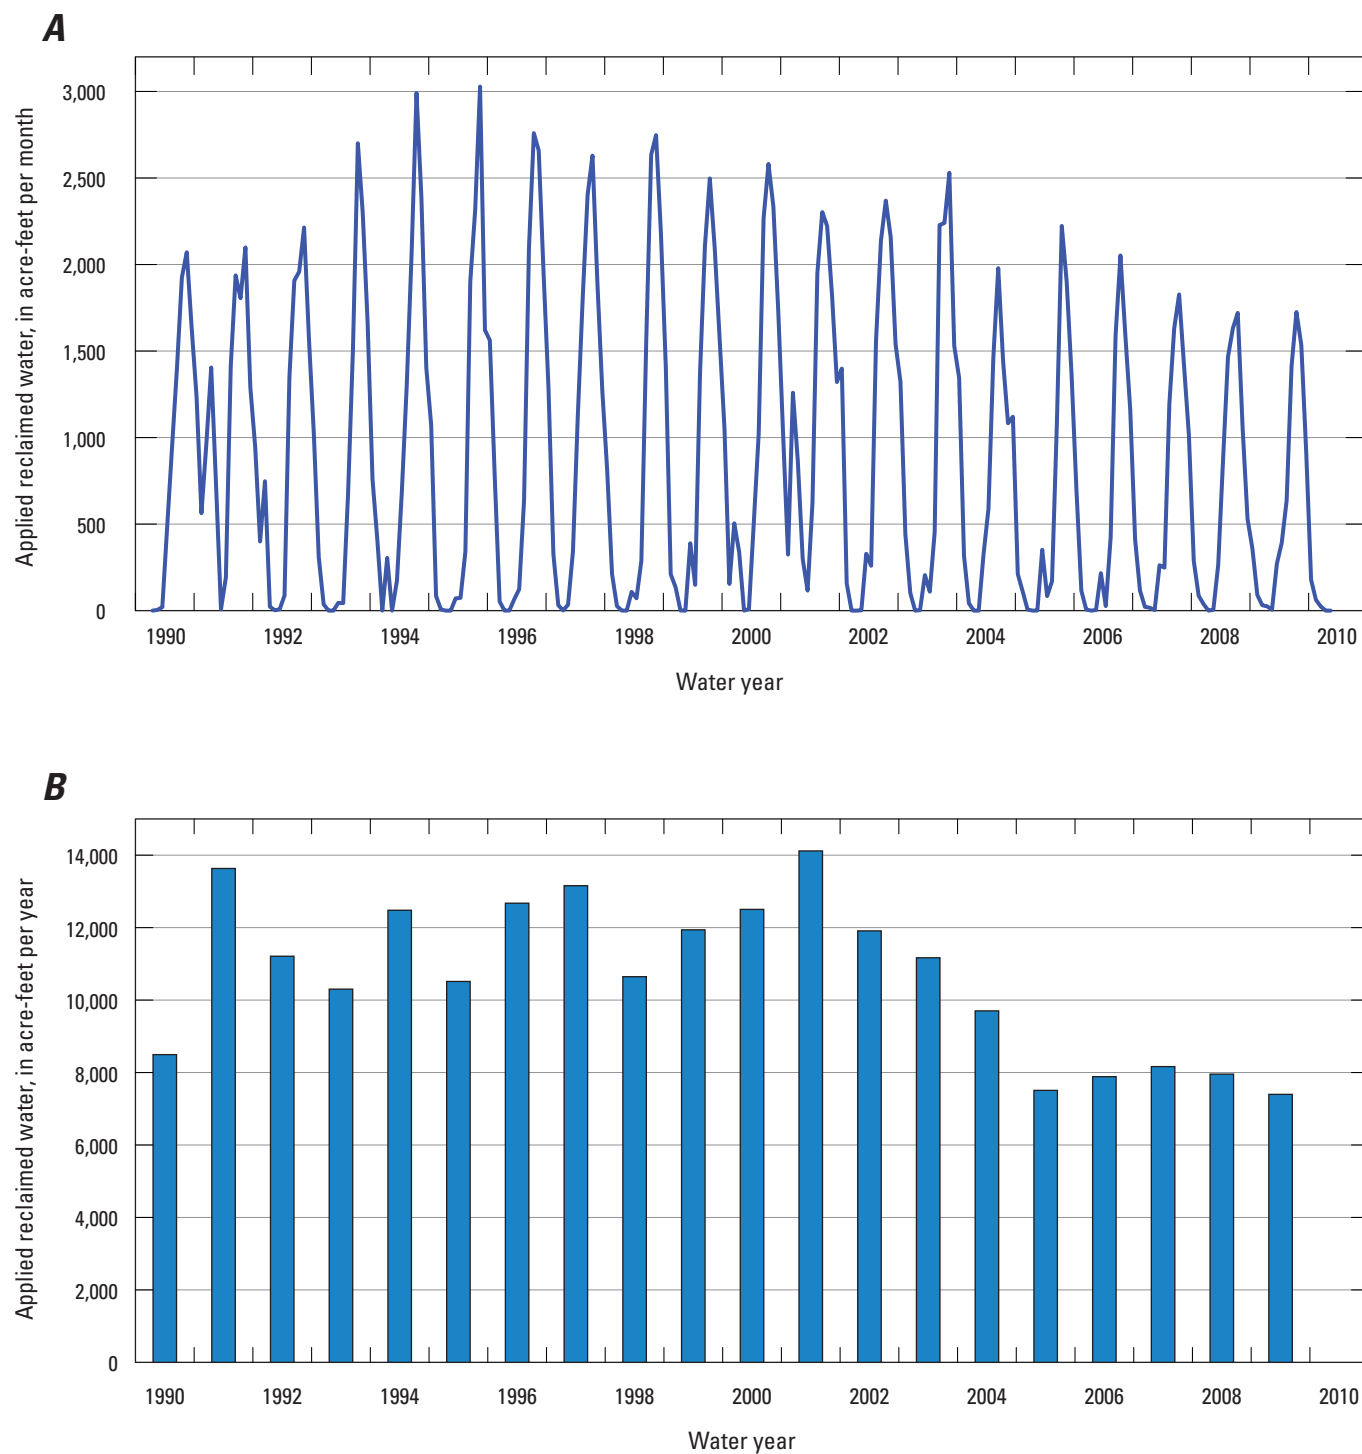 A
Applied reclaimed water, in acre-feet per month
3,000
2,500
2,000
1,500
1,000
500
0
1990 1992 1994 1996 1998 2000 2002 2004 2006 2008 2010
Water year
B
Applied reclaimed water, in acre-feet per year
14,000
12,000
10,000
8,000
6,000
4,000
2,000
0
1990 1992 1994 1996 1998 2000 2002 2004 2006 2008 2010
Water year